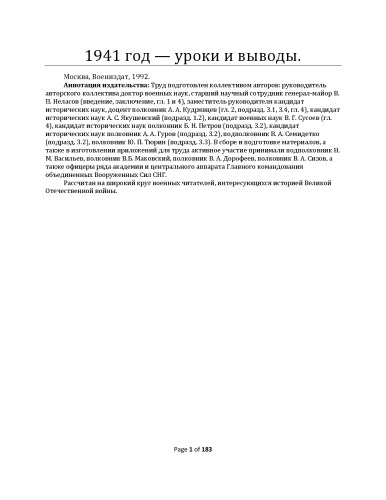 1941 год — уроки и выводы.
Москва, Воениздат, 1992.
Аннотация издательства: Труд подготовлен коллективом авторов: руководитель
авторского коллектива доктор военных наук, старший научный сотрудник генерал-майор В.
П. Неласов (введение, заключение, гл. 1 и 4), заместитель руководителя кандидат
исторических наук, доцент полковник А. А. Кудрявцев (гл. 2, подразд. 3.1, 3.4, гл. 4), кандидат
исторических наук А. С. Якушевский (подразд. 1.2), кандидат военных наук В. Г. Сугоев (гл.
4), кандидат исторических наук полковник Б. Н. Петров (подразд. 3.2), кандидат
исторических наук полковник А. А. Гуров (подразд. 3.2), подполковник В. А. Семидетко
(подразд. 3.2), полковник Ю. П. Тюрин (подразд. 3.3). В сборе и подготовке материалов, а
также в изготовлении приложений для труда активное участие принимали подполковник Н.
М. Васильев, полковник В.Б. Маковский, полковник В. А. Дорофеев, полковник В. А. Сизов, а
также офицеры ряда академии и центрального аппарата Главного командования
объединенных Вооруженных Сил СНГ.
Рассчитан на широкий круг военных читателей, интересующихся историей Великой
Отечественной войны.
Page 1 of 183